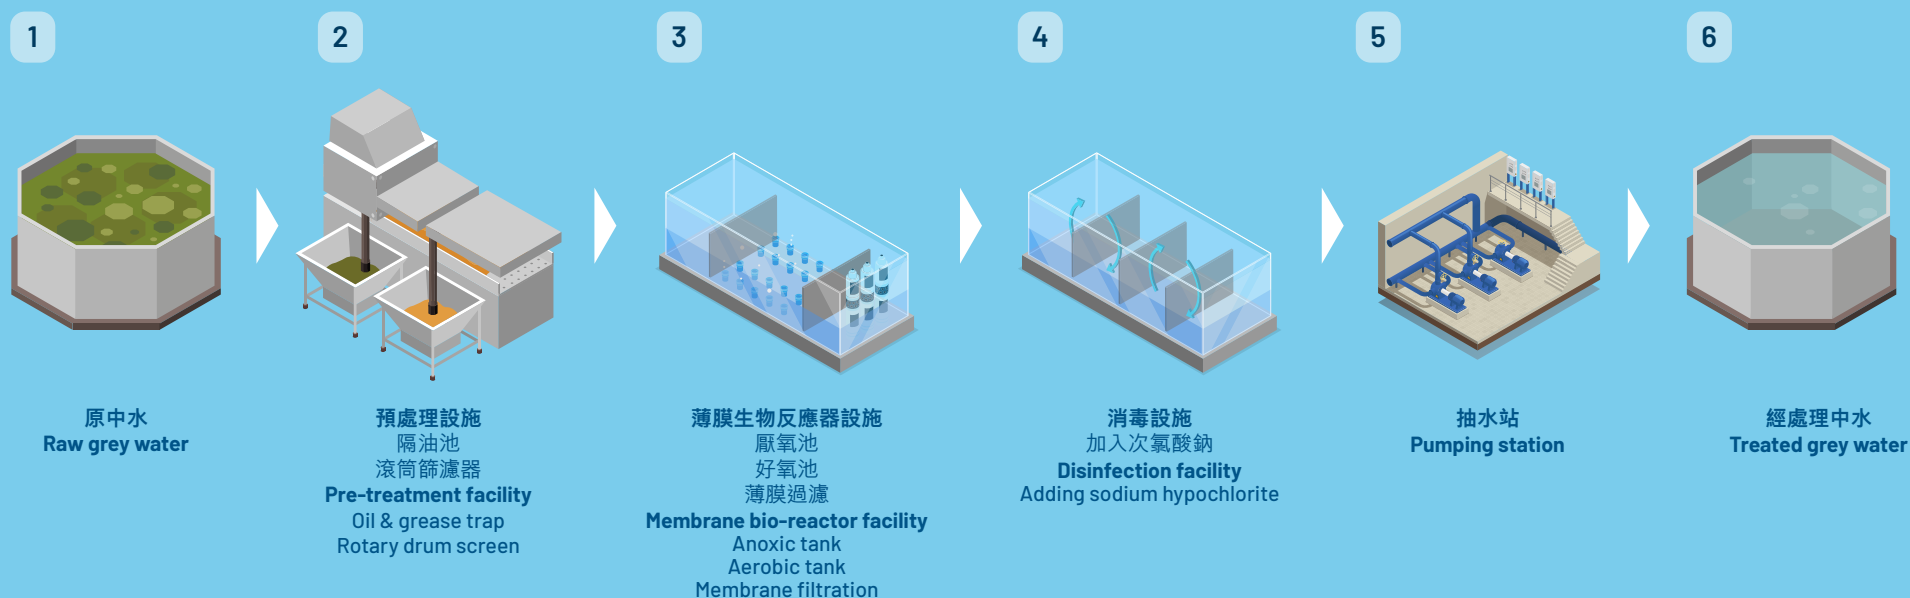 1
原中水
Raw grey water
2
預處理設施
隔油池
滾筒篩濾器
Pre-treatment facility
Oil & grease trap
Rotary drum screen
3
薄膜生物反應器設施
厭氧池
好氧池
薄膜過濾
Membrane bio-reactor facility
Anoxic tank
Aerobic tank
Membrane filtration
4
消毒設施
加入次氯酸鈉
Disinfection facility
Adding sodium hypochlorite
5
抽水站
Pumping station
6
經處理中水
Treated grey water